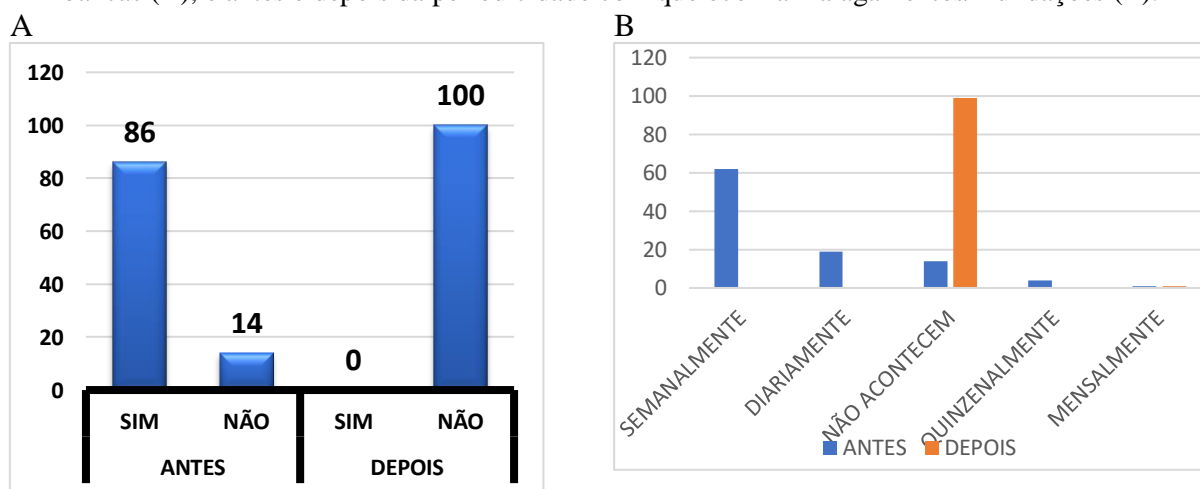 A
B
120
100
80
60
40
20
0
86
14
0
100
SIM NÃO SIM NÃO
ANTES DEPOIS
120
100
80
60
40
20
0
SEMANALMENTE
DIARIAMENTE
NÃO ACONTECEM
QUINZENALMENTE
MENSALMENTE
ANTES DEPOIS